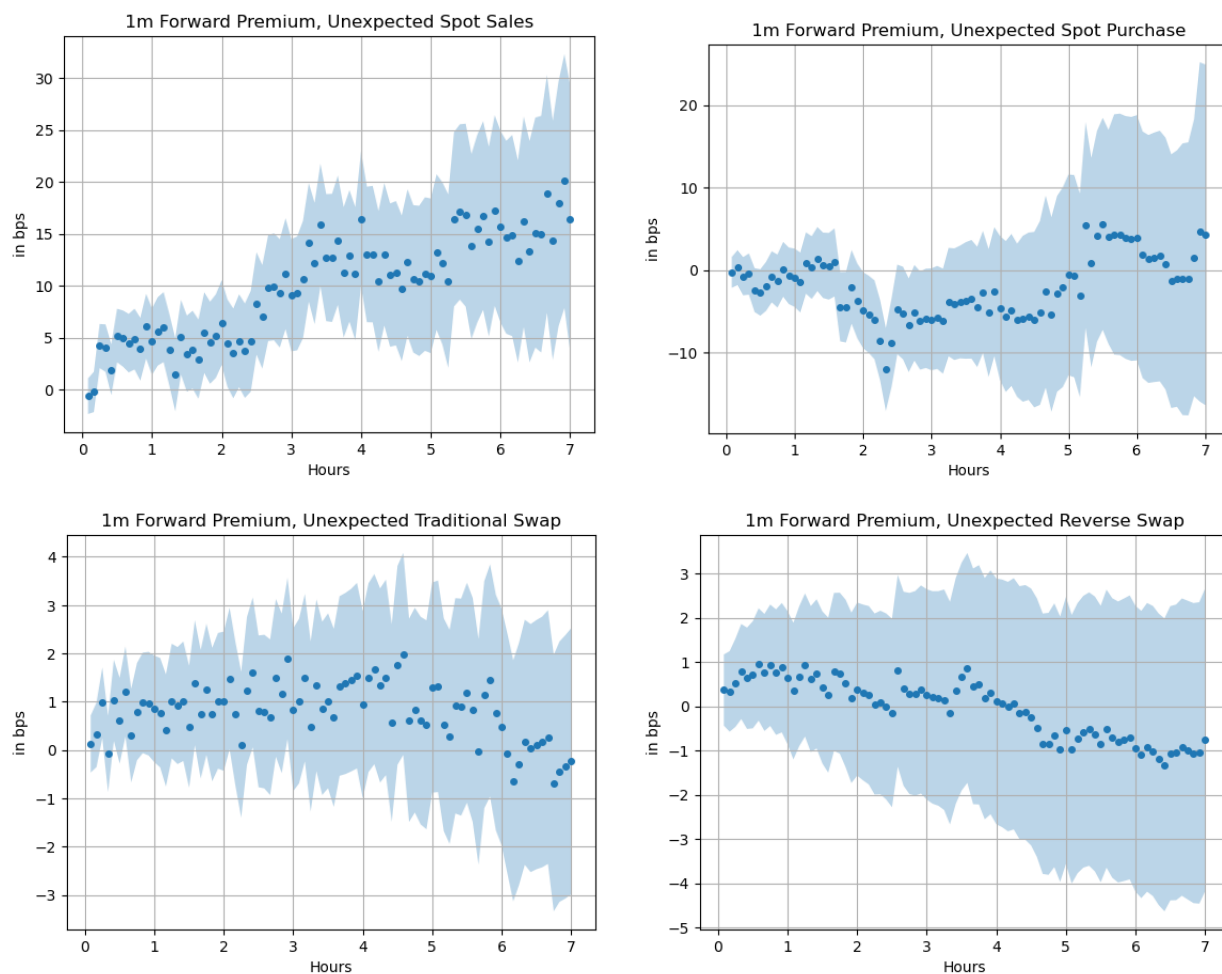 1m Forward Premium, Unexpected Spot Sales
in bps
30
25
20
15
10
5
0
0 1 2 3 4 5 6 7
Hours
1m Forward Premium, Unexpected Spot Purchase
in bps
20
10
0
−10
0 1 2 3 4 5 6 7
Hours
1m Forward Premium, Unexpected Traditional Swap
in bps
4
3
2
1
0
−1
−2
−3
0 1 2 3 4 5 6 7
Hours
1m Forward Premium, Unexpected Reverse Swap
in bps
3
2
1
0
−1
−2
−3
−4
−5
0 1 2 3 4 5 6 7
Hours